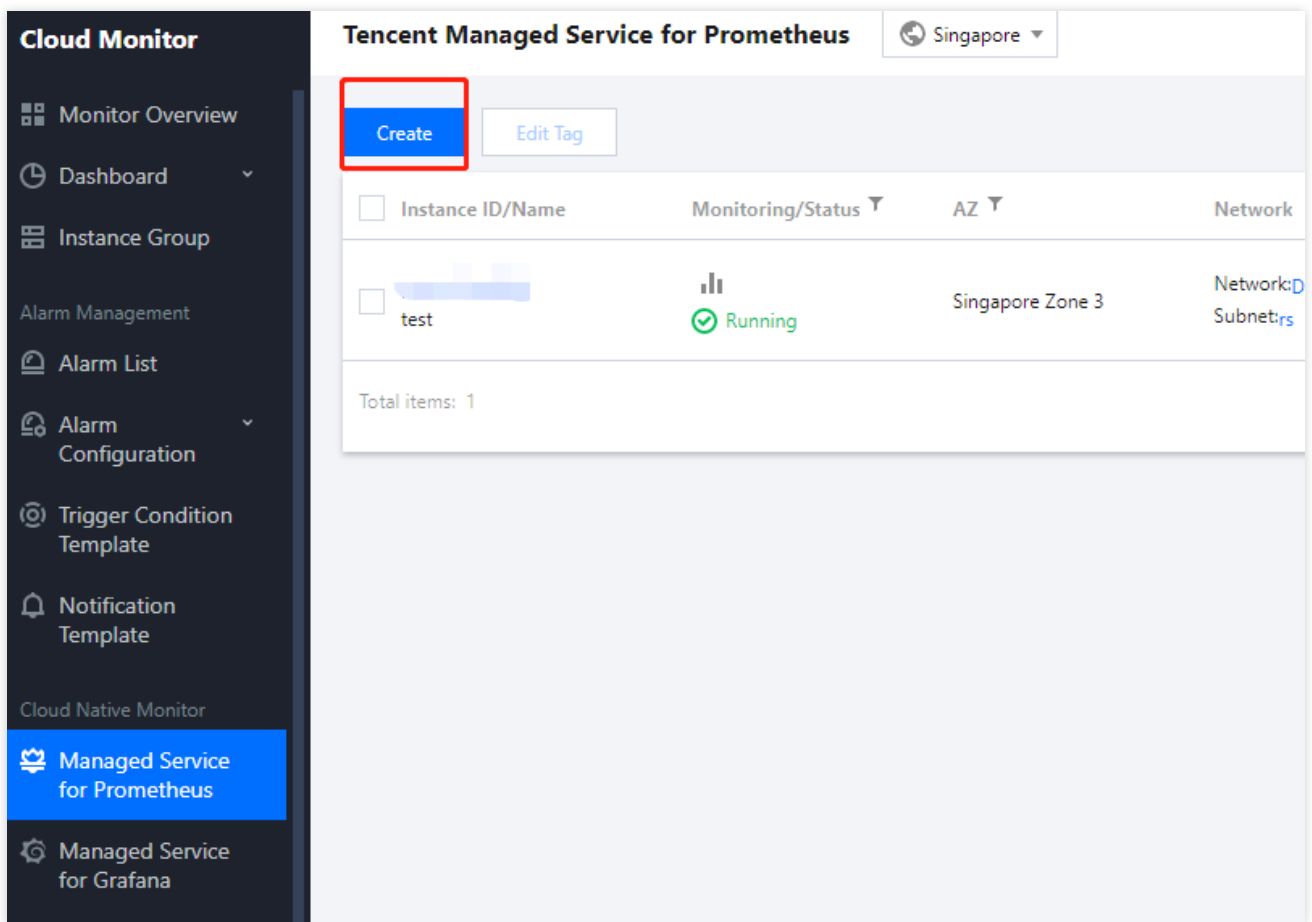 Cloud Monitor
Monitor Overview
Dashboard
Instance Group
Alarm Management
Alarm List
Alarm
Configuration
Trigger Condition
Template
Notification
Template
Cloud Native Monitor
Managed Service
for Prometheus
Managed Service
for Grafana
Tencent Managed Service for Prometheus
Singapore
Create
Edit Tag
Instance ID/Name
Monitoring/Status
AZ
Network
test
Running
Singapore Zone 3
Network:D
Subnet:rs
Total items: 1